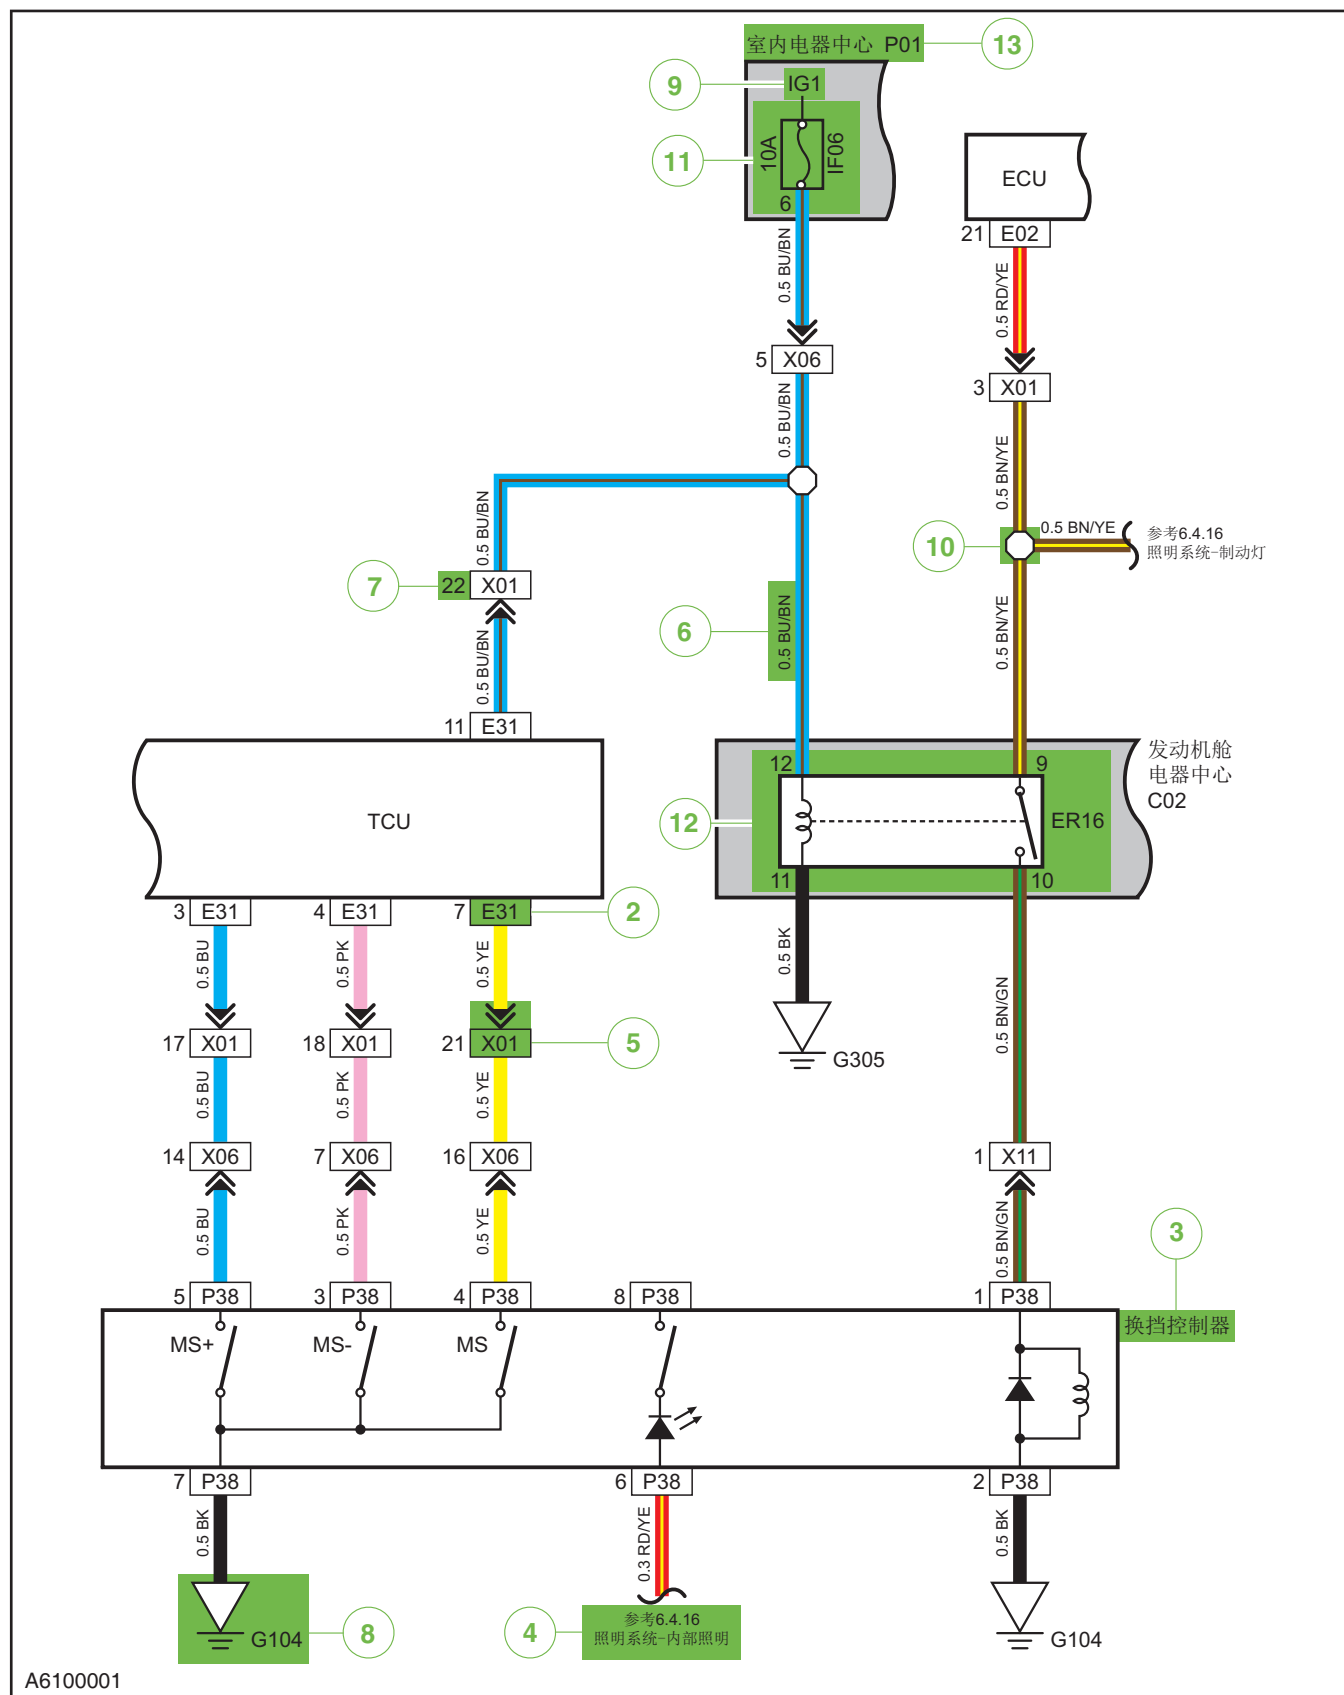 室内电器中心 P01
13
9
IG1
11
10A
IF06
6
ECU
21 E02
0.5 BU/BN
0.5 RD/YE
5 X06
3 X01
0.5 BU/BN
0.5 BN/YE
0.5 BU/BN
10
0.5 BN/YE
参考6.4.16
照明系统-制动灯
7
22 X01
6
0.5 BU/BN
0.5 BN/YE
0.5 BU/BN
11 E31
TCU
12
9
发动机舱
电器中心
C02
12
ER16
11
10
3 E31
4 E31
7 E31
2
0.5 BU
0.5 PK
0.5 YE
0.5 BK
0.5 BN/GN
17 X01
18 X01
21 X01
5
G305
0.5 BU
0.5 PK
0.5 YE
14 X06
7 X06
16 X06
1 X11
0.5 BU
0.5 PK
0.5 YE
0.5 BN/GN
3
5 P38
3 P38
4 P38
8 P38
1 P38
换挡控制器
MS+
MS-
MS
7 P38
6 P38
2 P38
0.5 BK
0.3 RD/YE
0.5 BK
G104
8
4
参考6.4.16
照明系统-内部照明
G104
A6100001